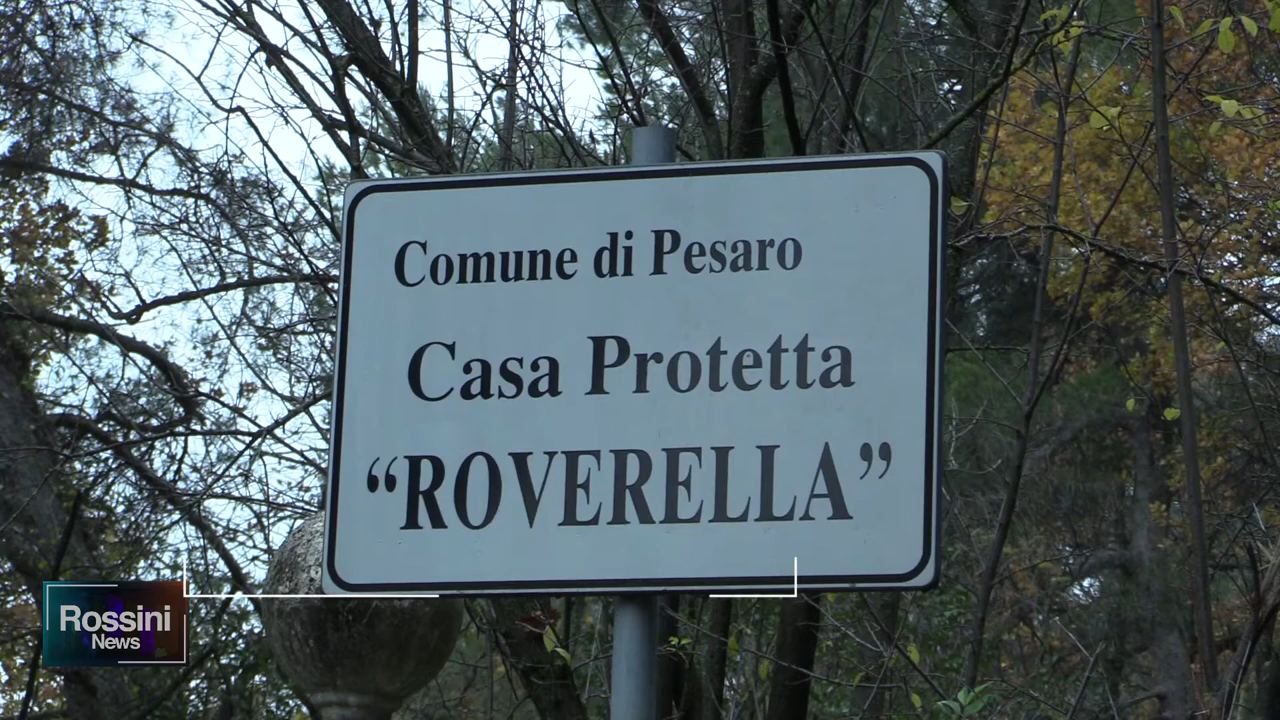 Comune di Pesaro
Casa Protetta
“ROVERELLA”
Rossini
News